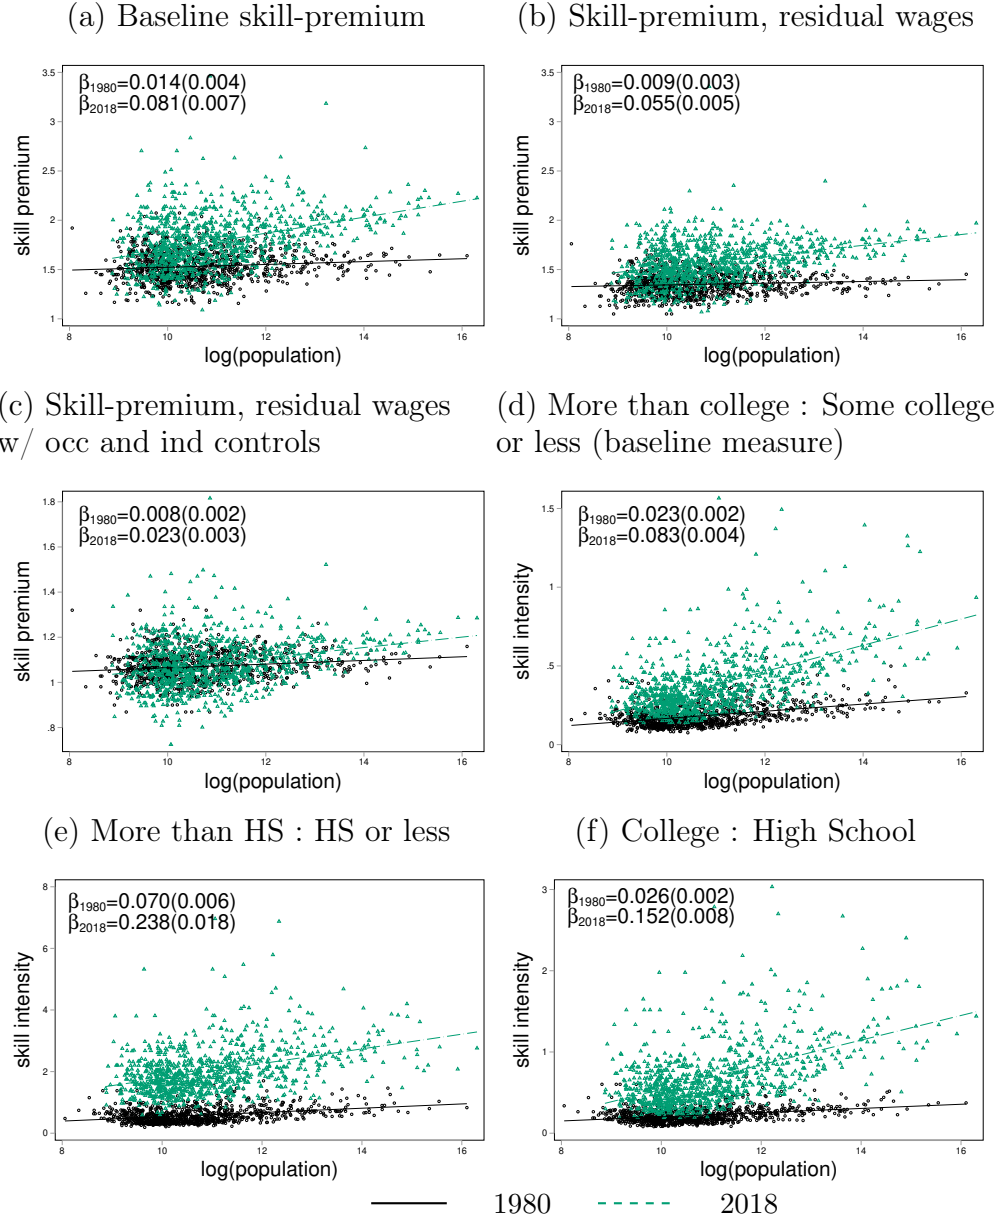 (a) Baseline skill-premium
(b) Skill-premium, residual wages
β1980=0.014(0.004)
β2018=0.081(0.007)
skill premium
3.5
3
2.5
2
1.5
1
8
10
12
14
16
log(population)
β1980=0.009(0.003)
β2018=0.055(0.005)
skill premium
3.5
3
2.5
2
1.5
1
8
10
12
14
16
log(population)
(c) Skill-premium, residual wages
w/ occ and ind controls
(d) More than college : Some college
or less (baseline measure)
β1980=0.008(0.002)
β2018=0.023(0.003)
skill premium
1.8
1.6
1.4
1.2
1
.8
8
10
12
14
16
log(population)
β1980=0.023(0.002)
β2018=0.083(0.004)
skill intensity
1.5
1
.5
0
8
10
12
14
16
log(population)
(e) More than HS : HS or less
(f) College : High School
β1980=0.070(0.006)
β2018=0.238(0.018)
skill intensity
8
6
4
2
0
8
10
12
14
16
log(population)
β1980=0.026(0.002)
β2018=0.152(0.008)
skill intensity
3
2
1
0
8
10
12
14
16
log(population)
1980
2018